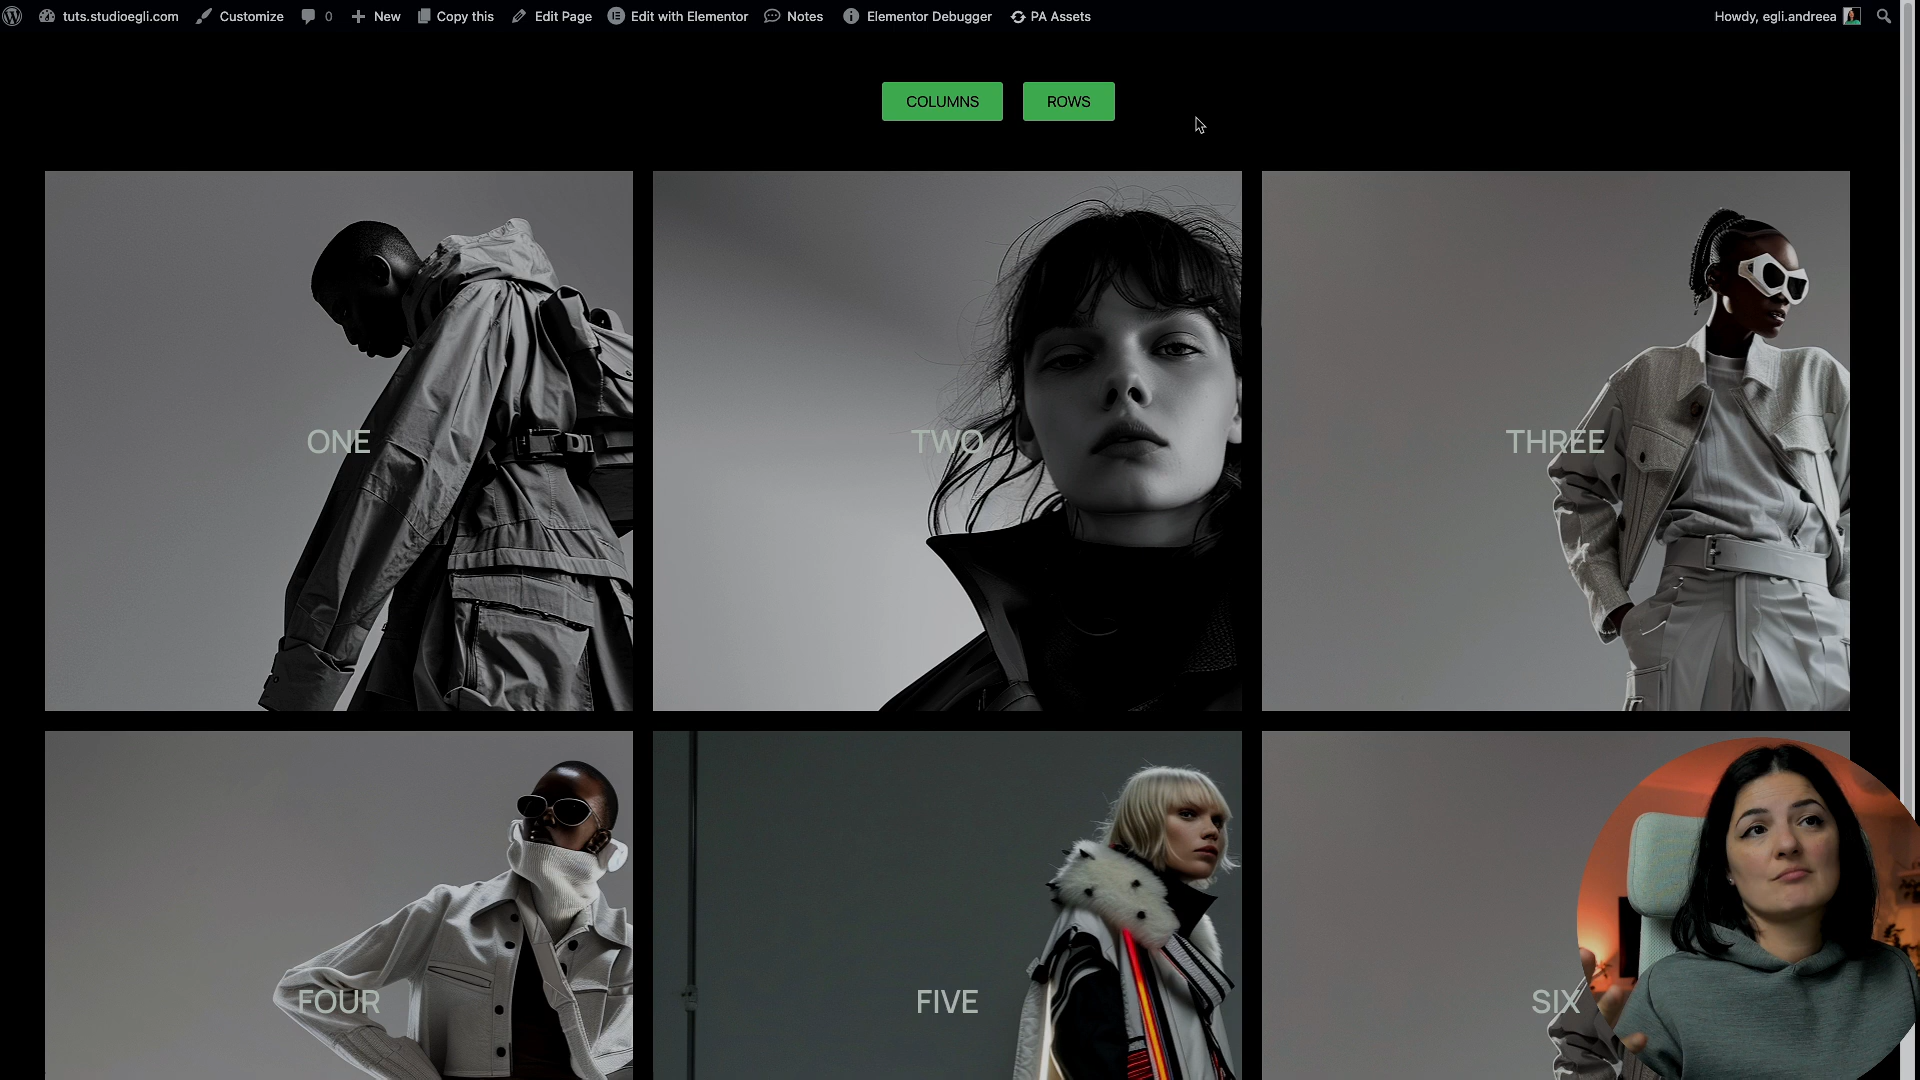 tuts.studioegli.com Customize 0 New Copy this Edit Page Edit with Elementor Notes Elementor Debugger PA Assets Howdy, egli.andreea
COLUMNS ROWS
ONE TWO THREE
FOUR FIVE SIX